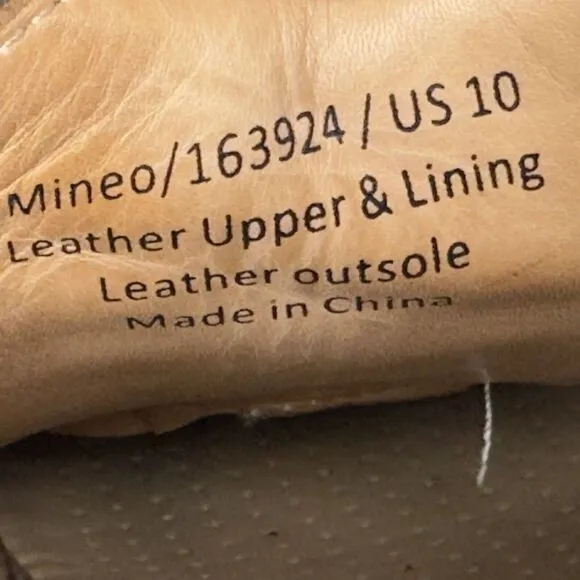 Mineo/163924/US 10
Leather Upper & Lining
Leather outsole
Made in China